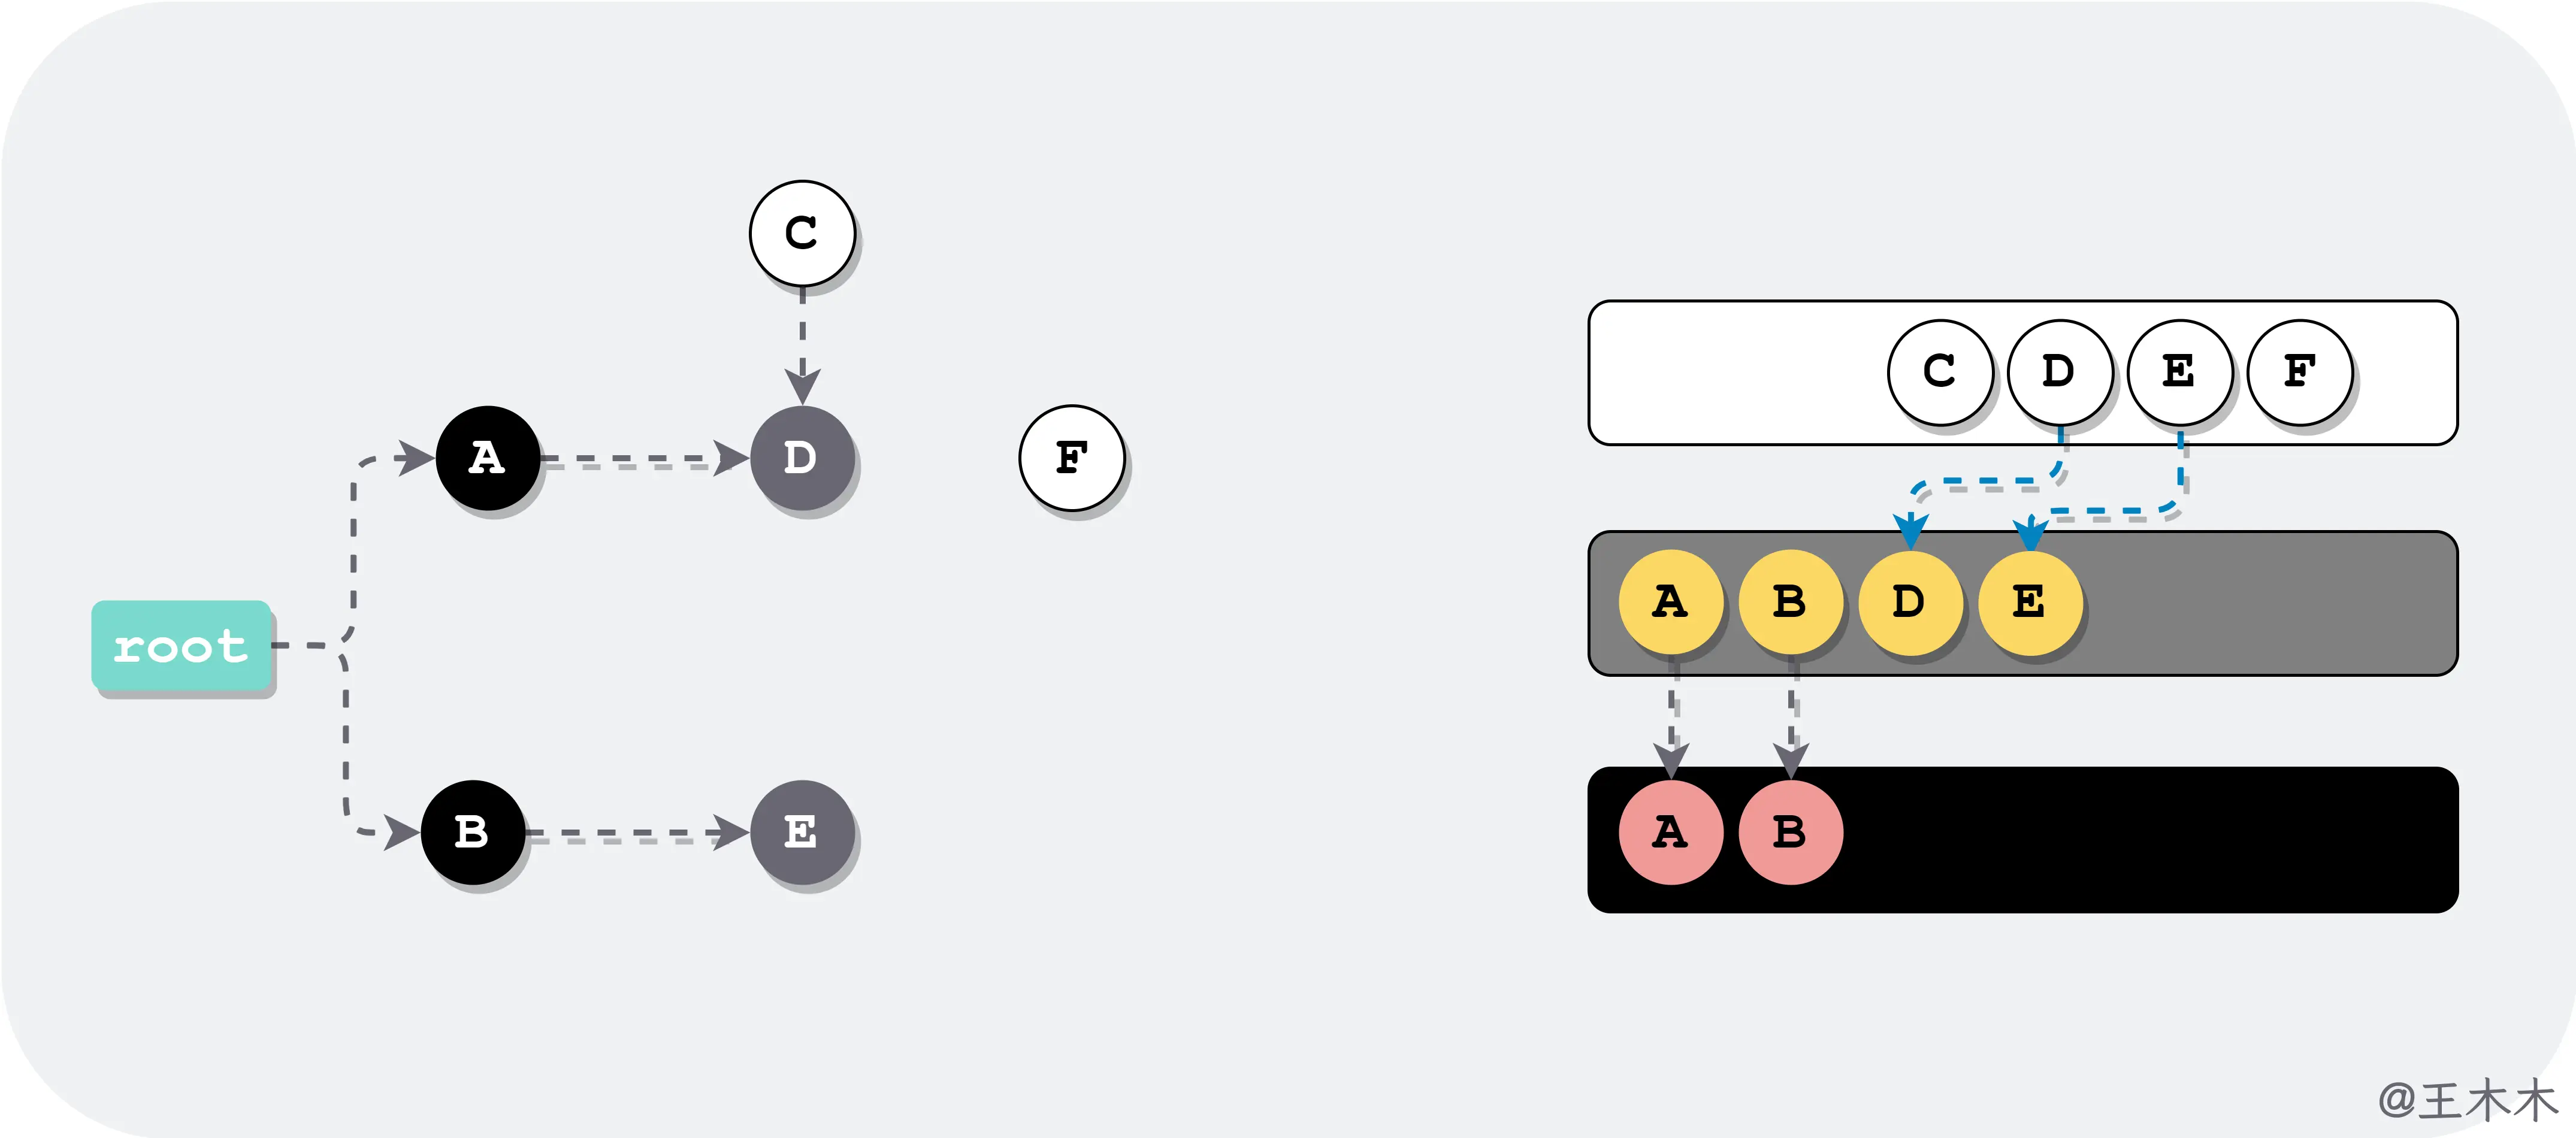 C
A D F
root
B E
C D E F
A B D E
A B
@王木木